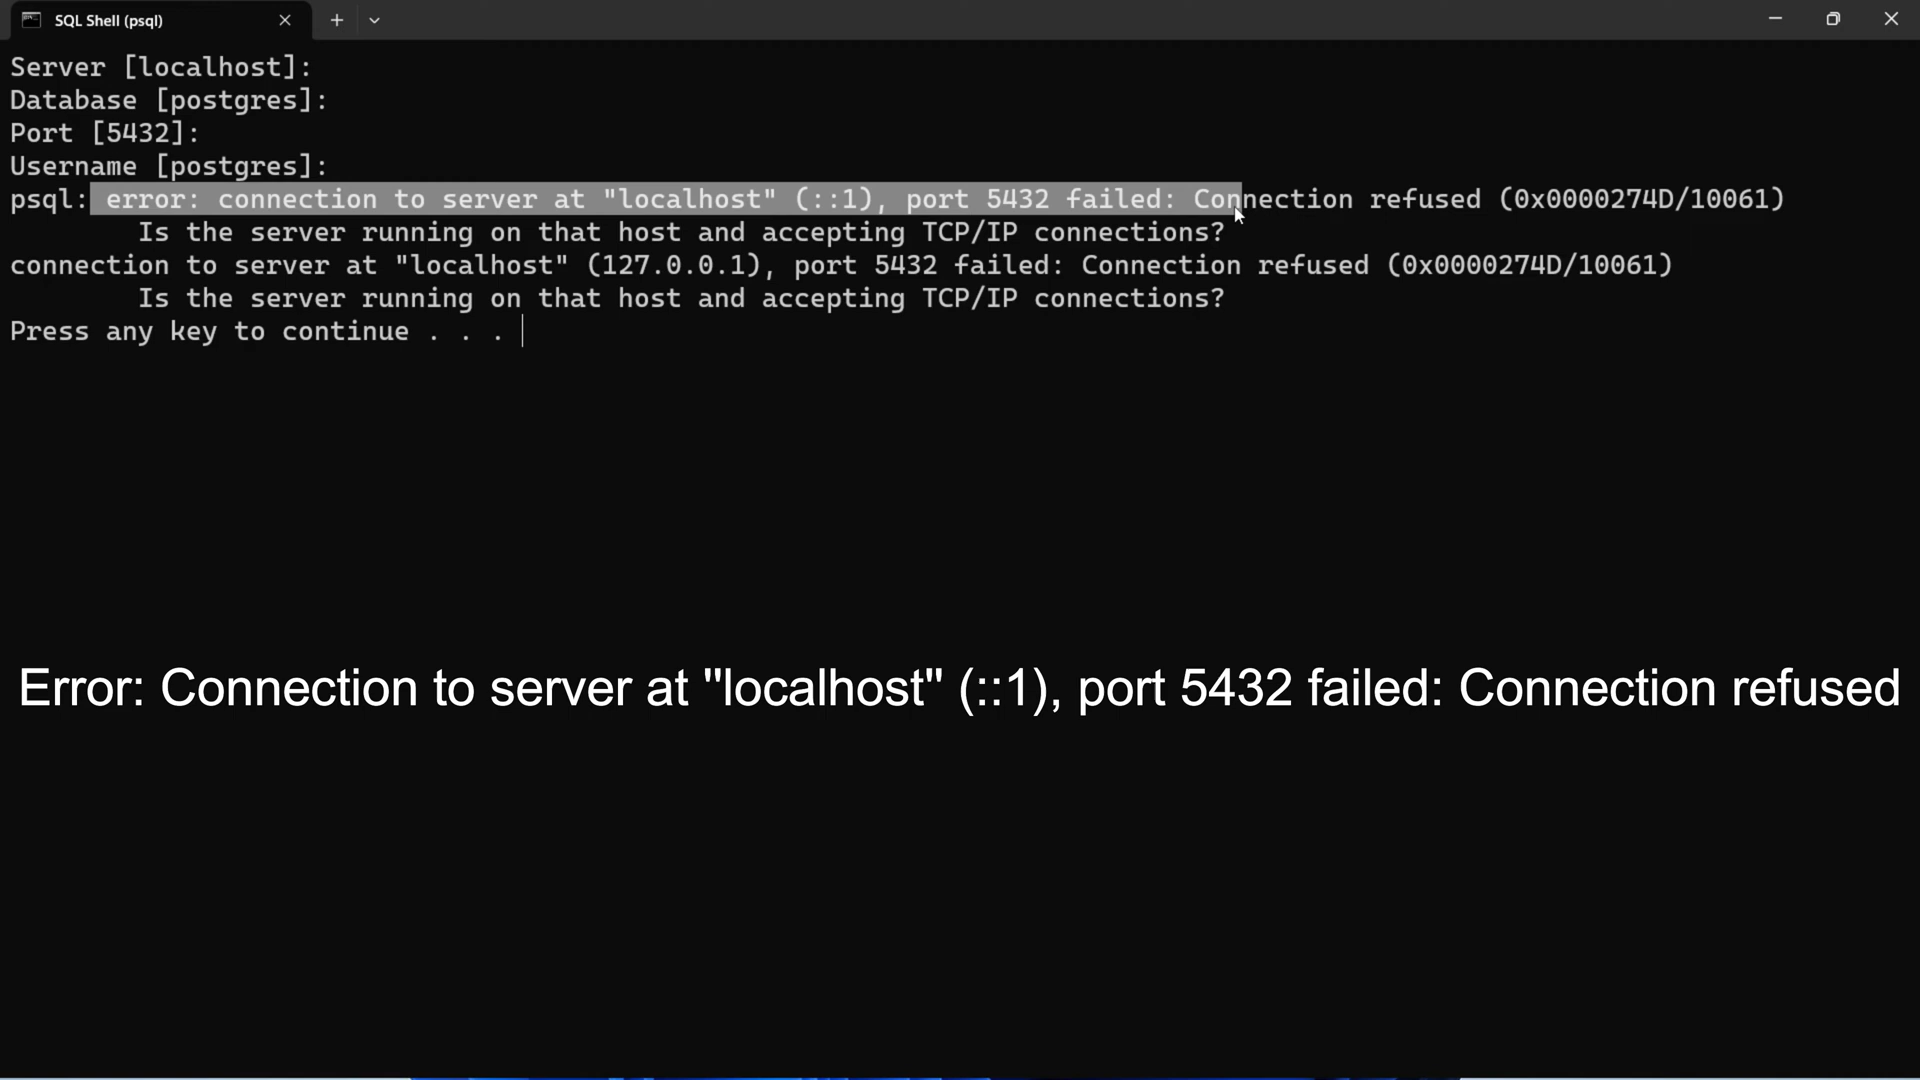 SQL Shell (psql)
Server [localhost]:
Database [postgres]:
Port [5432]:
Username [postgres]:
psql: error: connection to server at "localhost" (::1), port 5432 failed: Connection refused (0x0000274D/10061)
Is the server running on that host and accepting TCP/IP connections?
connection to server at "localhost" (127.0.0.1), port 5432 failed: Connection refused (0x0000274D/10061)
Is the server running on that host and accepting TCP/IP connections?
Press any key to continue . . .
Error: Connection to server at "localhost" (::1), port 5432 failed: Connection refused